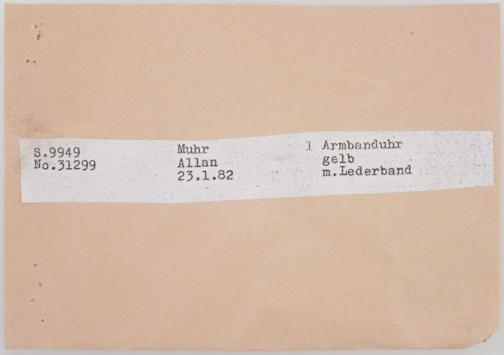 S.9949 Muhr 1 Armbanduhr
No.31299 Allan gelb
23.1.82 m.Lederband